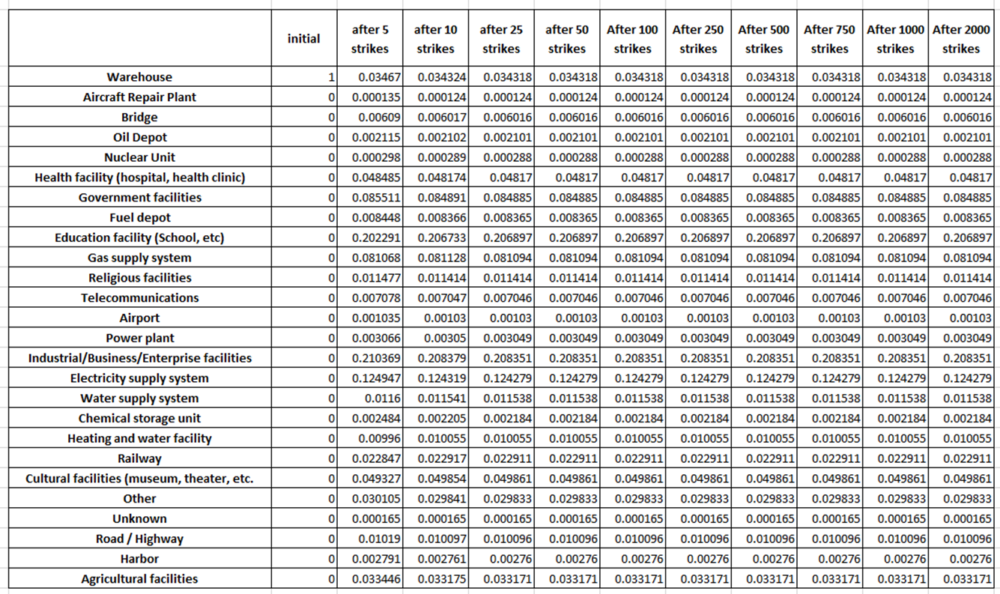 initial after 5 strikes after 10 strikes after 25 strikes after 50 strikes After 100 strikes After 250 strikes After 500 strikes After 750 strikes After 1000 strikes After 2000 strikes
Warehouse 1 0.03467 0.034324 0.034318 0.034318 0.034318 0.034318 0.034318 0.034318 0.034318 0.034318
Aircraft Repair Plant 0 0.000135 0.000124 0.000124 0.000124 0.000124 0.000124 0.000124 0.000124 0.000124 0.000124
Bridge 0 0.00609 0.006017 0.006016 0.006016 0.006016 0.006016 0.006016 0.006016 0.006016 0.006016
Oil Depot 0 0.002115 0.002102 0.002101 0.002101 0.002101 0.002101 0.002101 0.002101 0.002101 0.002101
Nuclear Unit 0 0.000298 0.000289 0.000288 0.000288 0.000288 0.000288 0.000288 0.000288 0.000288 0.000288
Health facility (hospital, health clinic) 0 0.048485 0.048174 0.04817 0.04817 0.04817 0.04817 0.04817 0.04817 0.04817 0.04817
Government facilities 0 0.085511 0.084891 0.084885 0.084885 0.084885 0.084885 0.084885 0.084885 0.084885 0.084885
Fuel depot 0 0.008448 0.008366 0.008365 0.008365 0.008365 0.008365 0.008365 0.008365 0.008365 0.008365
Education facility (School, etc) 0 0.202291 0.206733 0.206897 0.206897 0.206897 0.206897 0.206897 0.206897 0.206897 0.206897
Gas supply system 0 0.081068 0.081128 0.081094 0.081094 0.081094 0.081094 0.081094 0.081094 0.081094 0.081094
Religious facilities 0 0.011477 0.011414 0.011414 0.011414 0.011414 0.011414 0.011414 0.011414 0.011414 0.011414
Telecommunications 0 0.007078 0.007047 0.007046 0.007046 0.007046 0.007046 0.007046 0.007046 0.007046 0.007046
Airport 0 0.001035 0.00103 0.00103 0.00103 0.00103 0.00103 0.00103 0.00103 0.00103 0.00103
Power plant 0 0.003066 0.00305 0.003049 0.003049 0.003049 0.003049 0.003049 0.003049 0.003049 0.003049
Industrial/Business/Enterprise facilities 0 0.210369 0.208379 0.208351 0.208351 0.208351 0.208351 0.208351 0.208351 0.208351 0.208351
Electricity supply system 0 0.124947 0.124319 0.124279 0.124279 0.124279 0.124279 0.124279 0.124279 0.124279 0.124279
Water supply system 0 0.0116 0.011541 0.011538 0.011538 0.011538 0.011538 0.011538 0.011538 0.011538 0.011538
Chemical storage unit 0 0.002484 0.002205 0.002184 0.002184 0.002184 0.002184 0.002184 0.002184 0.002184 0.002184
Heating and water facility 0 0.00996 0.010055 0.010055 0.010055 0.010055 0.010055 0.010055 0.010055 0.010055 0.010055
Railway 0 0.022847 0.022917 0.022911 0.022911 0.022911 0.022911 0.022911 0.022911 0.022911 0.022911
Cultural facilities (museum, theater, etc. 0 0.049327 0.049854 0.049861 0.049861 0.049861 0.049861 0.049861 0.049861 0.049861 0.049861
Other 0 0.030105 0.029841 0.029833 0.029833 0.029833 0.029833 0.029833 0.029833 0.029833 0.029833
Unknown 0 0.000165 0.000165 0.000165 0.000165 0.000165 0.000165 0.000165 0.000165 0.000165 0.000165
Road / Highway 0 0.01019 0.010097 0.010096 0.010096 0.010096 0.010096 0.010096 0.010096 0.010096 0.010096
Harbor 0 0.002791 0.002761 0.00276 0.00276 0.00276 0.00276 0.00276 0.00276 0.00276 0.00276
Agricultural facilities 0 0.033446 0.033175 0.033171 0.033171 0.033171 0.033171 0.033171 0.033171 0.033171 0.033171